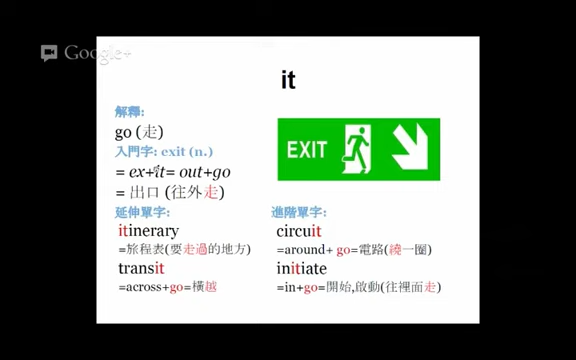 Google+
it
解釋:
go (走)
入門字: exit (n.)
= ex+it= out+go
= 出口 (往外走)
EXIT
延伸單字:
itinerary
=旅程表(要走過的地方)
transit
=across+go=橫越
進階單字:
circuit
=around+ go=電路(繞一圈)
initiate
=in+go=開始,啟動(往裡面走)